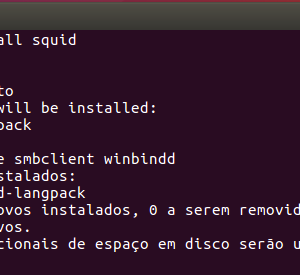 all squid
to
will be installed:
pack
e smbclient winbindd
stalados:
d-langpack
ovos instalados, 0 a serem removid
vos.
cionais de espaço em disco serão u